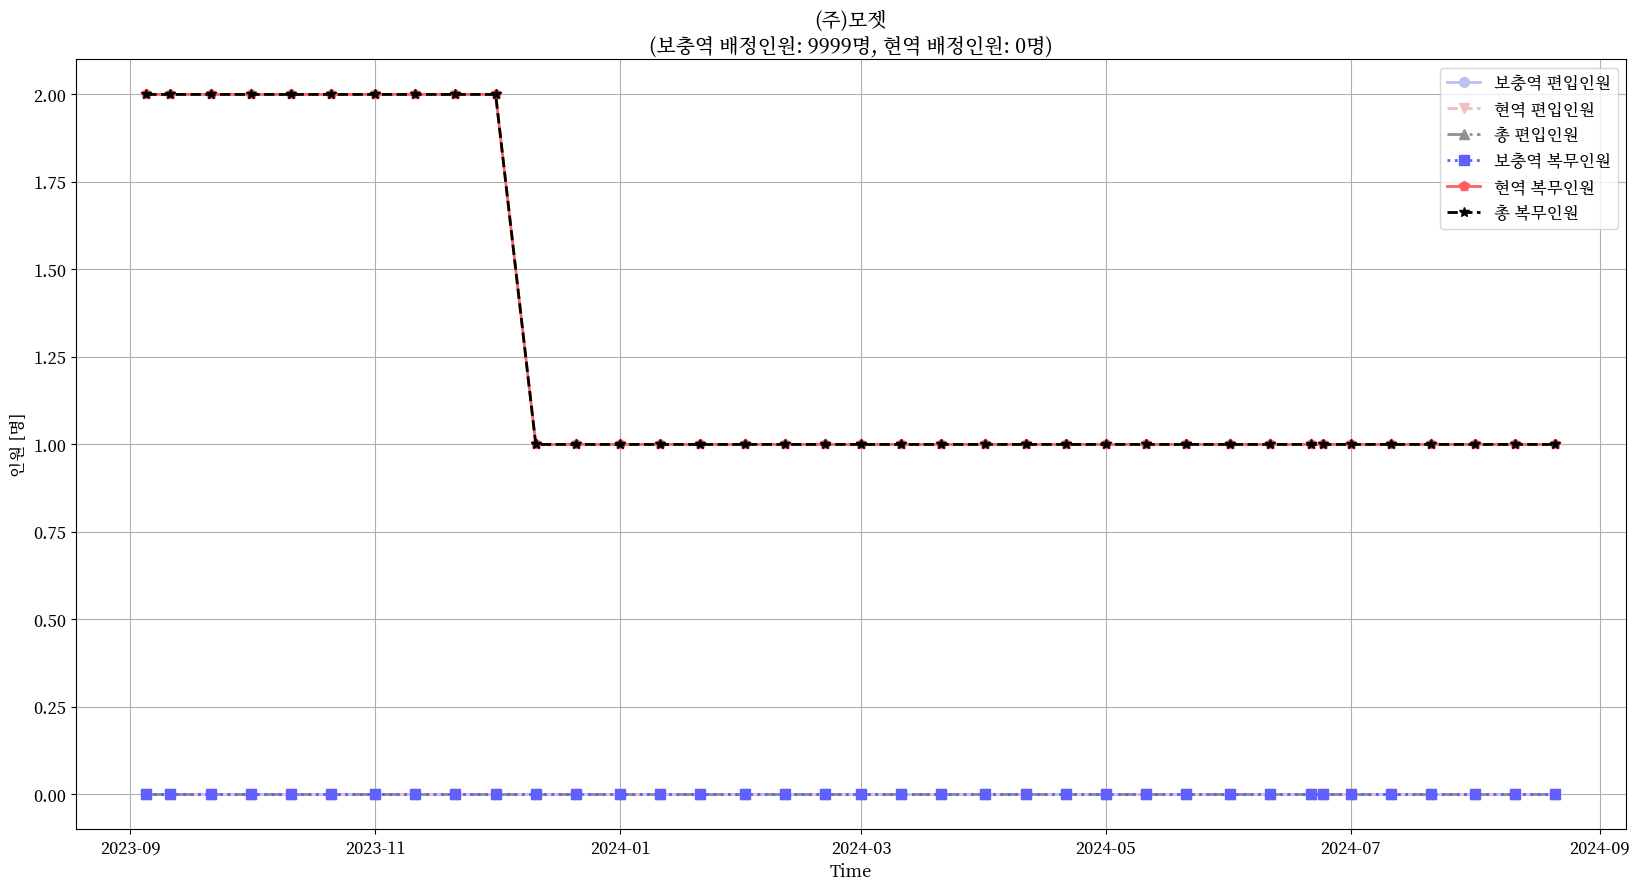 (주)모젯
(보충역 배정인원: 9999명, 현역 배정인원: 0명)
보충역 편입인원
현역 편입인원
총 편입인원
보충역 복무인원
현역 복무인원
총 복무인원
인원 [명]
2.00
1.75
1.50
1.25
1.00
0.75
0.50
0.25
0.00
2023-09
2023-11
2024-01
2024-03
2024-05
2024-07
2024-09
Time